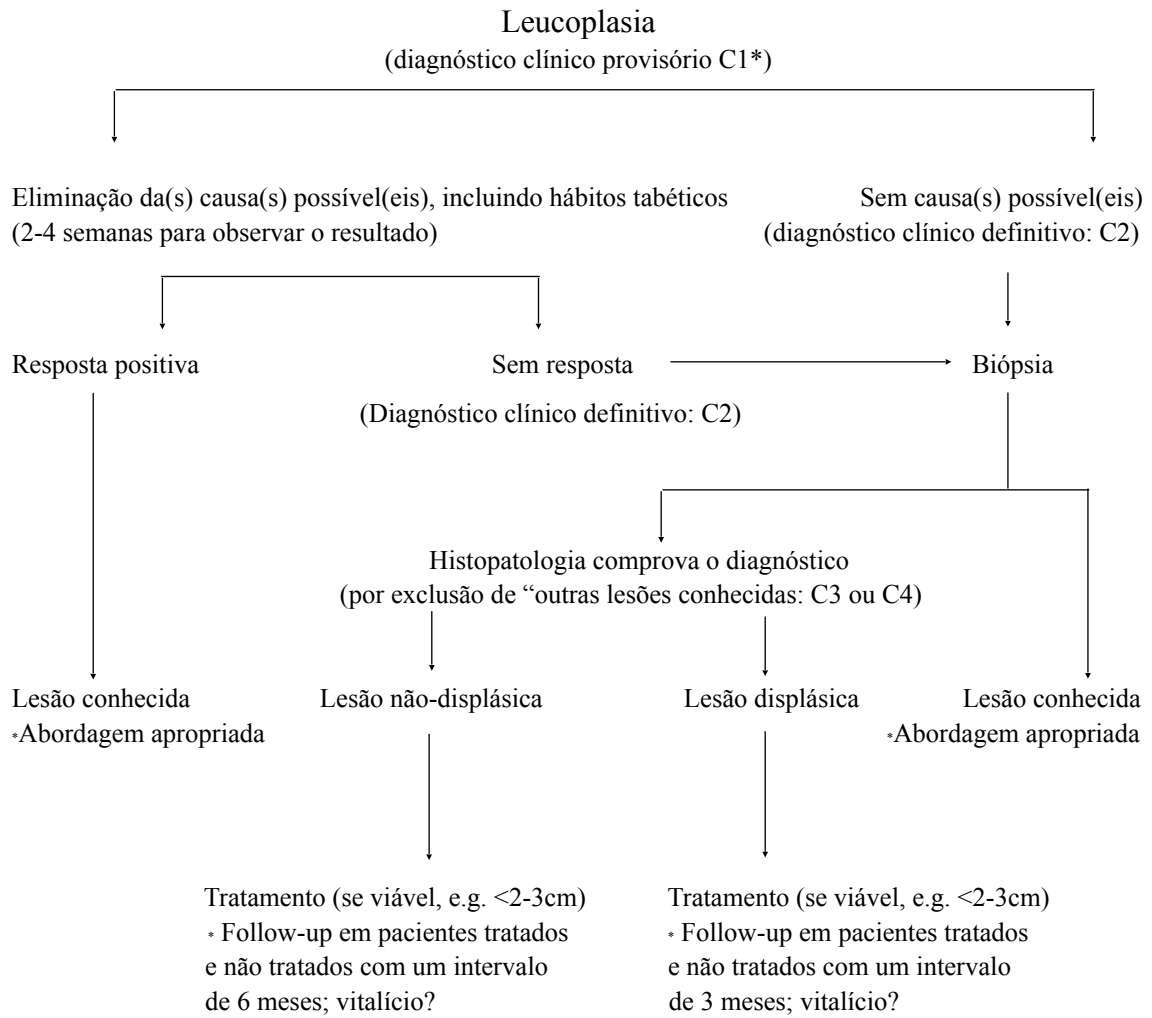 Leucoplasia
(diagnóstico clínico provisório C1*)
Eliminação da(s) causa(s) possível(eis), incluindo hábitos tabéticos
(2-4 semanas para observar o resultado)
Sem causa(s) possível(eis)
(diagnóstico clínico definitivo: C2)
Resposta positiva
Sem resposta
(Diagnóstico clínico definitivo: C2)
Biópsia
Histopatologia comprova o diagnóstico
(por exclusão de “outras lesões conhecidas: C3 ou C4)
Lesão conhecida
*Abordagem apropriada
Lesão não-displásica
Lesão displásica
Lesão conhecida
*Abordagem apropriada
Tratamento (se viável, e.g. <2-3cm)
* Follow-up em pacientes tratados
e não tratados com um intervalo
de 6 meses; vitalício?
Tratamento (se viável, e.g. <2-3cm)
* Follow-up em pacientes tratados
e não tratados com um intervalo
de 3 meses; vitalício?